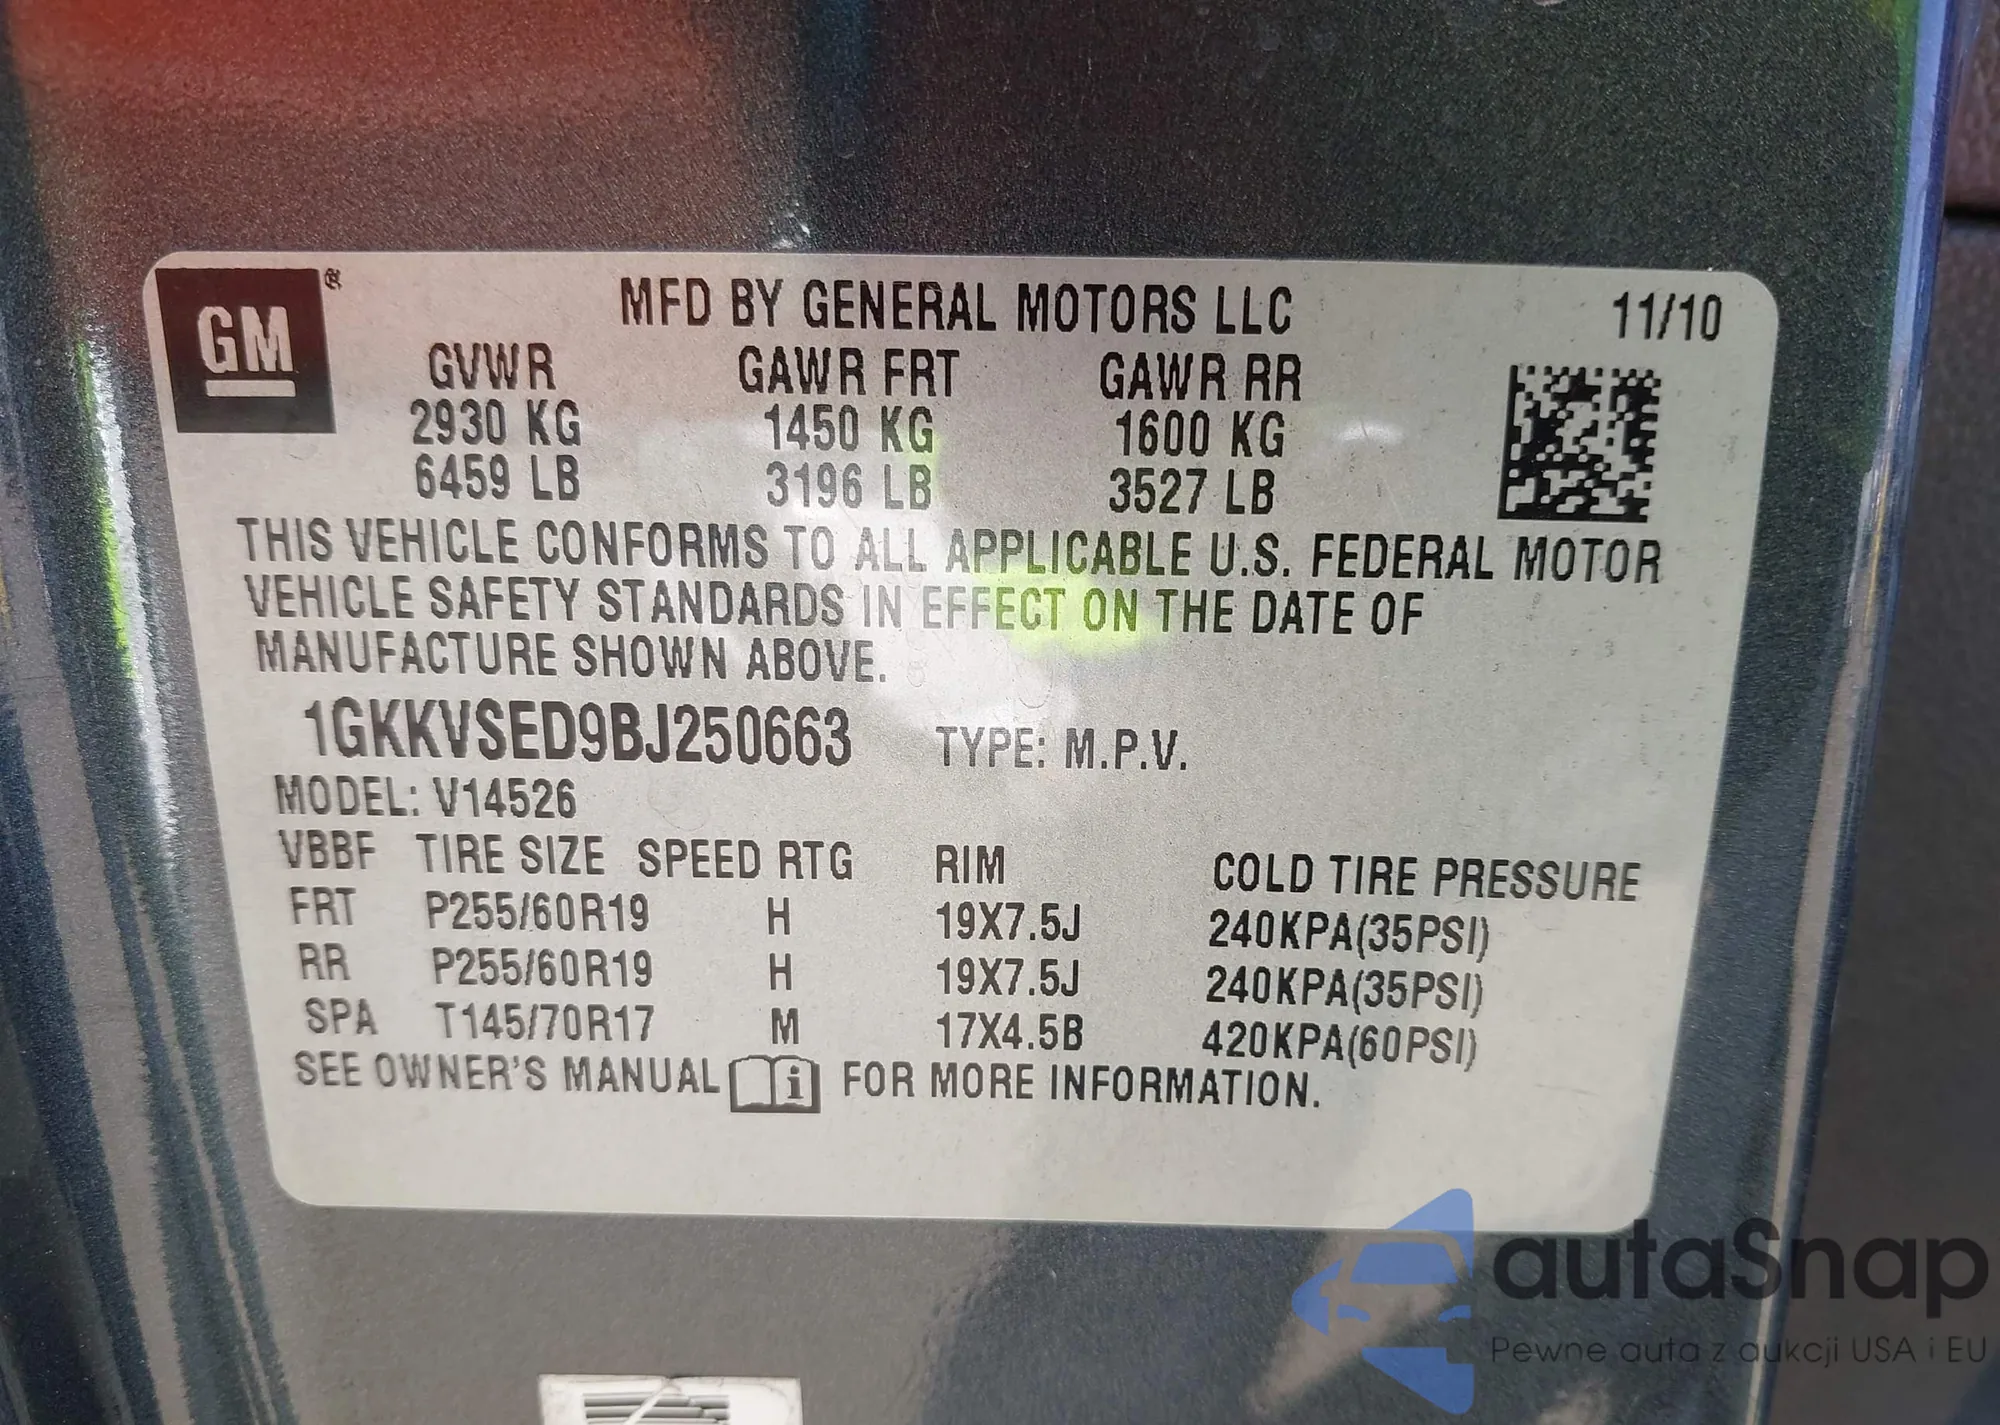 GM ®
MFD BY GENERAL MOTORS LLC 11/10
GVWR GAWR FRT GAWR RR
2930 KG 1450 KG 1600 KG
6459 LB 3196 LB 3527 LB
THIS VEHICLE CONFORMS TO ALL APPLICABLE U.S. FEDERAL MOTOR
VEHICLE SAFETY STANDARDS IN EFFECT ON THE DATE OF
MANUFACTURE SHOWN ABOVE.
1GKKVSED9BJ250663 TYPE: M.P.V.
MODEL: V14526
VBBF TIRE SIZE SPEED RTG RIM COLD TIRE PRESSURE
FRT P255/60R19 H 19X7.5J 240KPA(35PSI)
RR P255/60R19 H 19X7.5J 240KPA(35PSI)
SPA T145/70R17 M 17X4.5B 420KPA(60PSI)
SEE OWNER'S MANUAL i FOR MORE INFORMATION.
autaSnap
Pewne auta z aukcji USA i EU